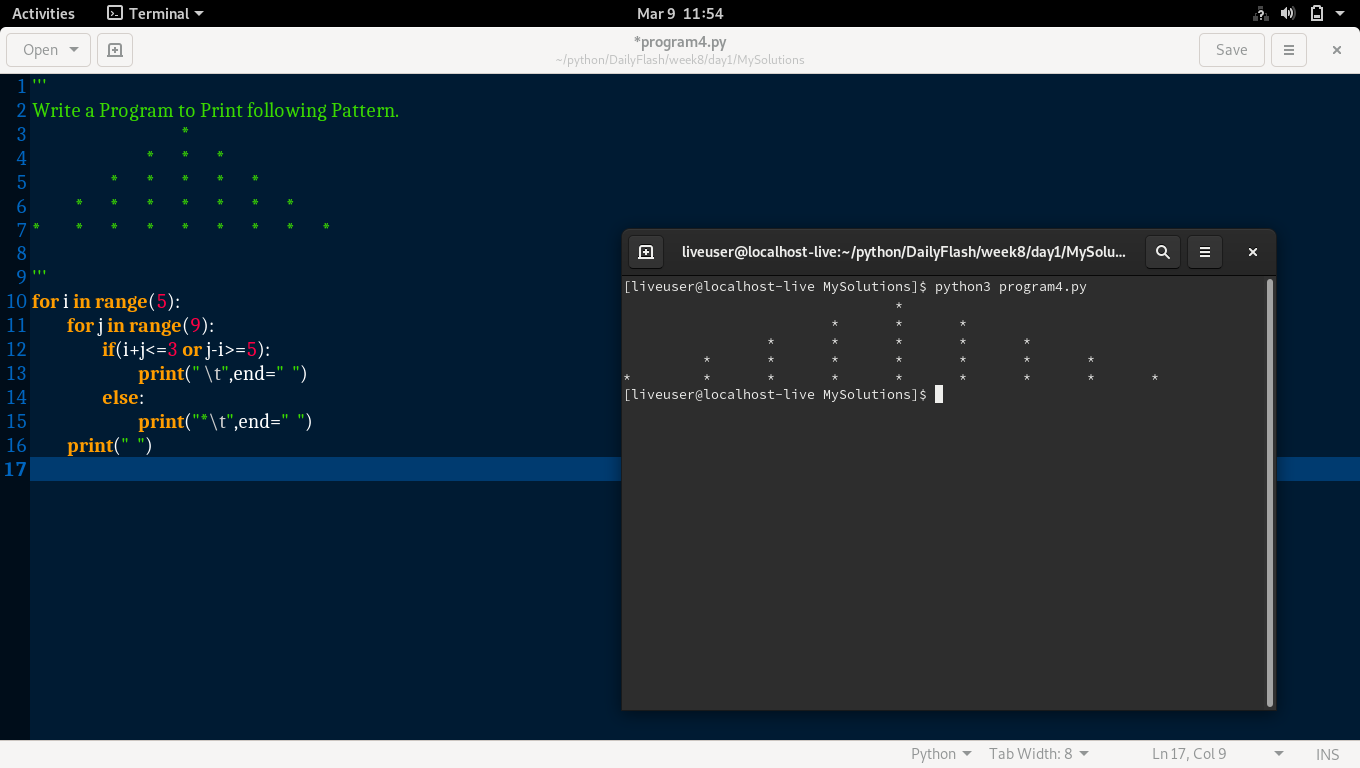 Activities Terminal Mar 9 11:54
Open *program4.py Save
~/python/DailyFlash/week8/day1/MySolutions
1 '''
2 Write a Program to Print following Pattern.
3 *
4 * * *
5 * * * * *
6 * * * * * * *
7 * * * * * * * * *
8
9 '''
10 for i in range(5):
11 for j in range(9):
12 if(i+j<=3 or j-i>=5):
13 print(" \t",end=" ")
14 else:
15 print("*\t",end=" ")
16 print(" ")
17
liveuser@localhost-live:~/python/DailyFlash/week8/day1/MySolu...
[liveuser@localhost-live MySolutions]$ python3 program4.py
*
* * *
* * * * *
* * * * * * *
* * * * * * * * *
[liveuser@localhost-live MySolutions]$
Python Tab Width: 8 Ln 17, Col 9 INS